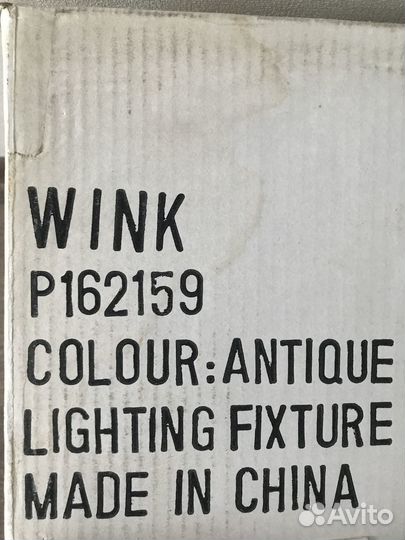 WINK
P162159
COLOUR: ANTIQUE
LIGHTING FIXTURE
MADE IN CHINA
Avito